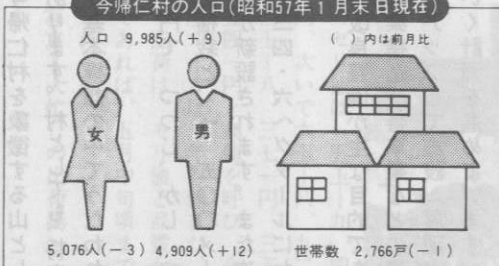 今帰仁村の人口(昭和57年1月末日現在)
人口 9,985人(+9)
( )内は前月比
女
男
5,076人(-3) 4,909人(+12)
世帯数 2,766戸(-1)